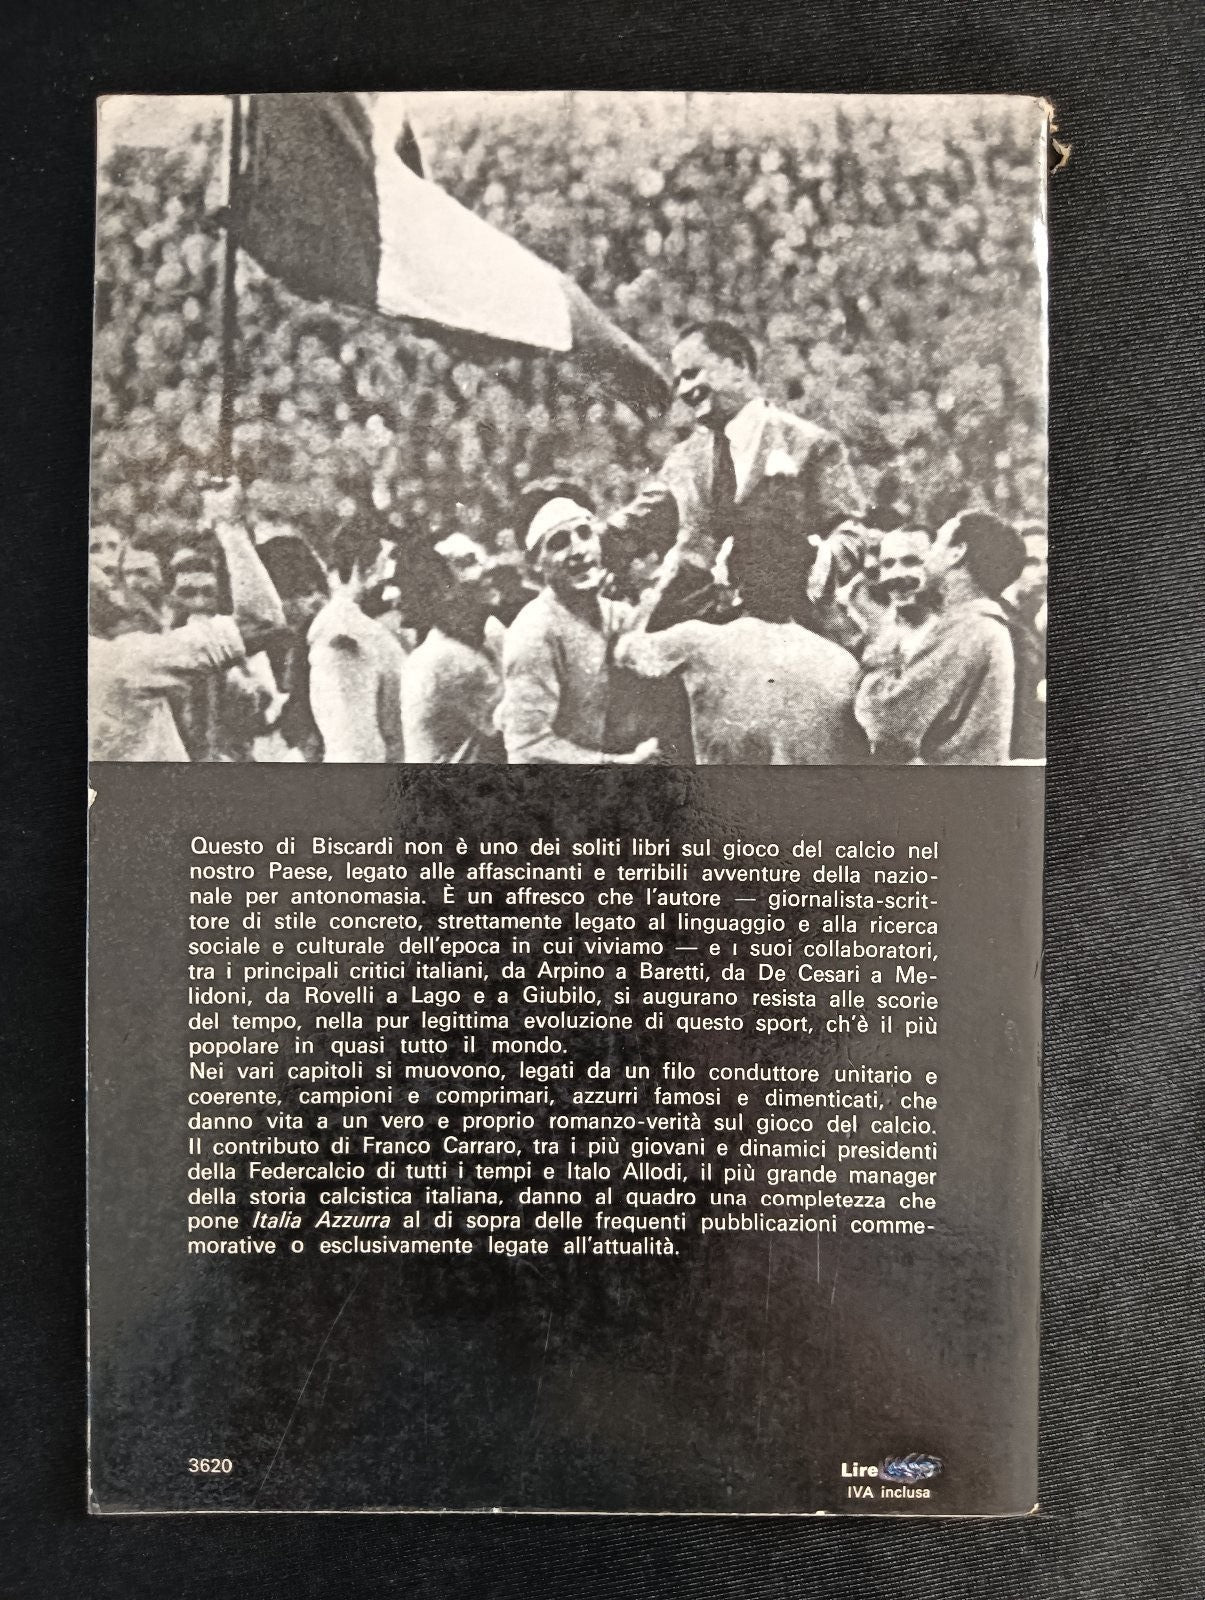 Questo di Biscardi non è uno dei soliti libri sul gioco del calcio nel
nostro Paese, legato alle affascinanti e terribili avventure della nazio-
nale per antonomasia. È un affresco che l'autore — giornalista-scrit-
tore di stile concreto, strettamente legato al linguaggio e alla ricerca
sociale e culturale dell'epoca in cui viviamo — e i suoi collaboratori,
tra i principali critici italiani, da Arpino a Baretti, da De Cesari a Me-
lidoni, da Rovelli a Lago e a Giubilo, si augurano resista alle scorie
del tempo, nella pur legittima evoluzione di questo sport, ch'è il più
popolare in quasi tutto il mondo.
Nei vari capitoli si muovono, legati da un filo conduttore unitario e
coerente, campioni e comprimari, azzurri famosi e dimenticati, che
danno vita a un vero e proprio romanzo-verità sul gioco del calcio.
Il contributo di Franco Carraro, tra i più giovani e dinamici presidenti
della Federcalcio di tutti i tempi e Italo Allodi, il più grande manager
della storia calcistica italiana, danno al quadro una completezza che
pone Italia Azzurra al di sopra delle frequenti pubblicazioni comme-
morative o esclusivamente legate all'attualità.
3620
Lire
IVA inclusa